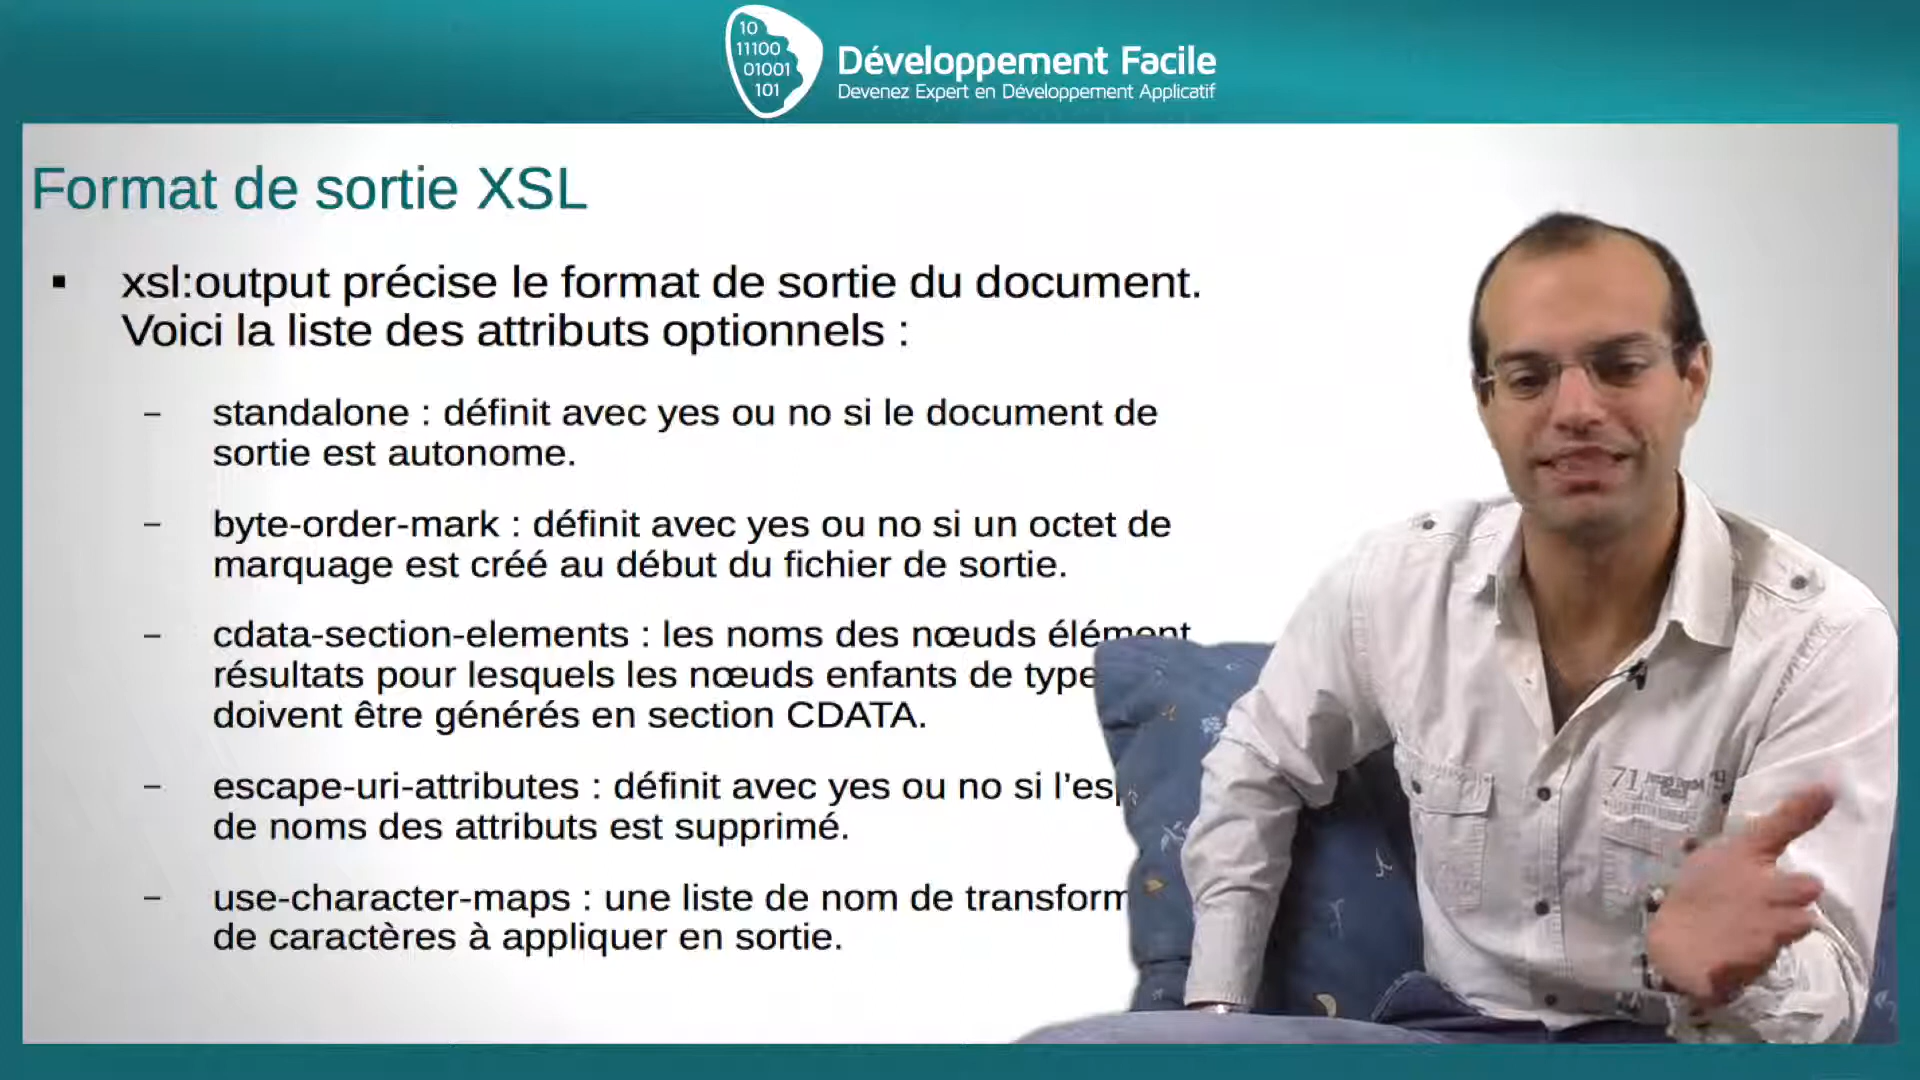 10
11100
01001
101
Développement Facile
Devenez Expert en Développement Applicatif
Format de sortie XSL
▪ xsl:output précise le format de sortie du document.
Voici la liste des attributs optionnels :
– standalone : définit avec yes ou no si le document de
sortie est autonome.
– byte-order-mark : définit avec yes ou no si un octet de
marquage est créé au début du fichier de sortie.
– cdata-section-elements : les noms des nœuds élément
résultats pour lesquels les nœuds enfants de type
doivent être générés en section CDATA.
– escape-uri-attributes : définit avec yes ou no si l’esp
de noms des attributs est supprimé.
– use-character-maps : une liste de nom de transform
de caractères à appliquer en sortie.
71